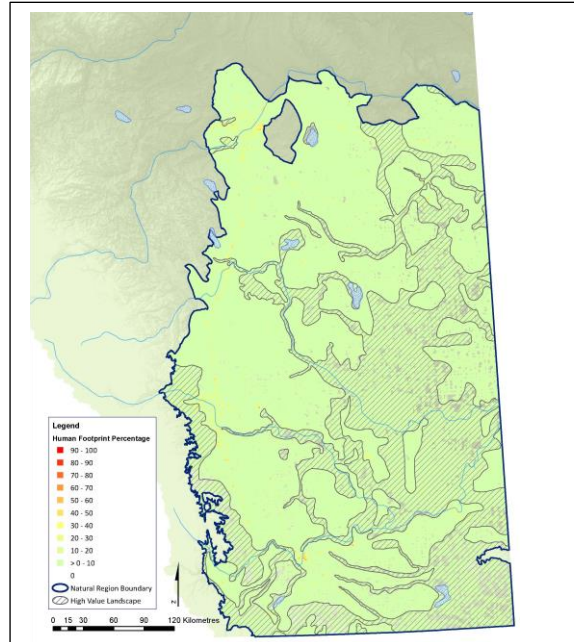 Legend
Human Footprint Percentage
90 - 100
80 - 90
70 - 80
60 - 70
50 - 60
40 - 50
30 - 40
20 - 30
10 - 20
> 0 - 10
0
Natural Region Boundary
High Value Landscape
N
0 15 30 60 90 120 Kilometres